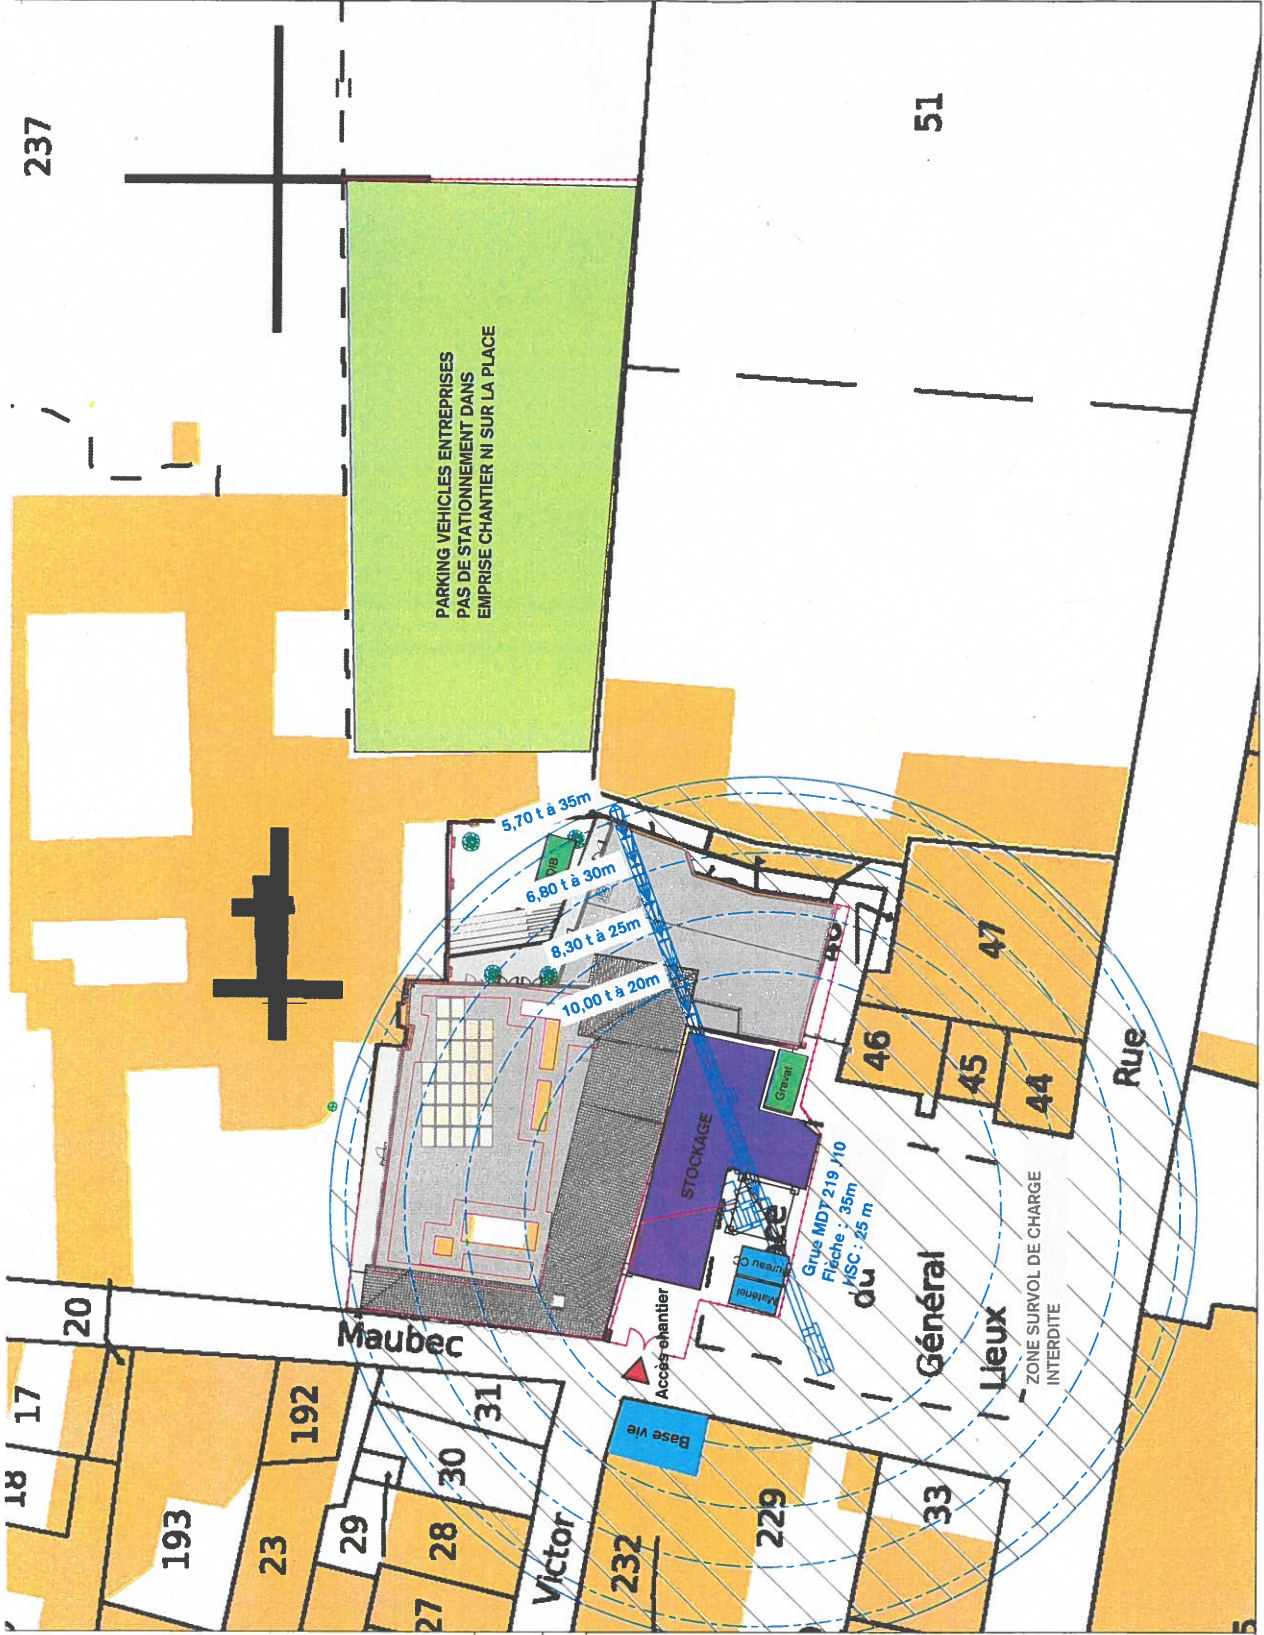 237
51
PARKING VEHICLES ENTREPRISES
PAS DE STATIONNEMENT DANS
EMPRISE CHANTIER NI SUR LA PLACE
5,70 t à 35m
6,80 t à 30m
8,30 t à 25m
10,00 t à 20m
DIB
STOCKAGE
Gravat
Grue MDT 219 J10
Flèche : 35m
HSC : 25 m
Bureau CC
Matériel
Accès chantier
Base vie
ZONE SURVOL DE CHARGE
INTERDITE
du
Général
Lieux
Rue
Maubec
Victor
47
46
45
44
20
17
18
192
193
23
31
30
29
28
27
232
229
33